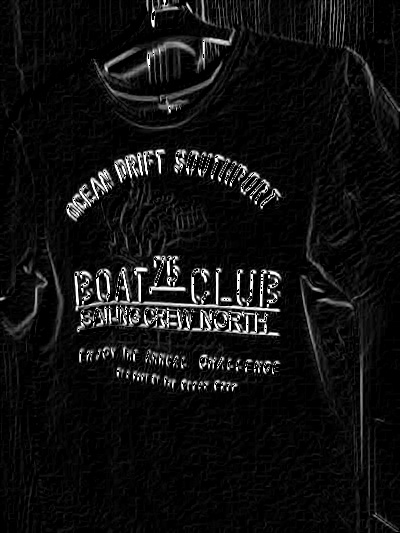 OCEAN DRIFT SOUTHPORT
BOAT 76 CLUB
SAILING CREW NORTH
ENJOY THE ANNUAL CHALLENGE